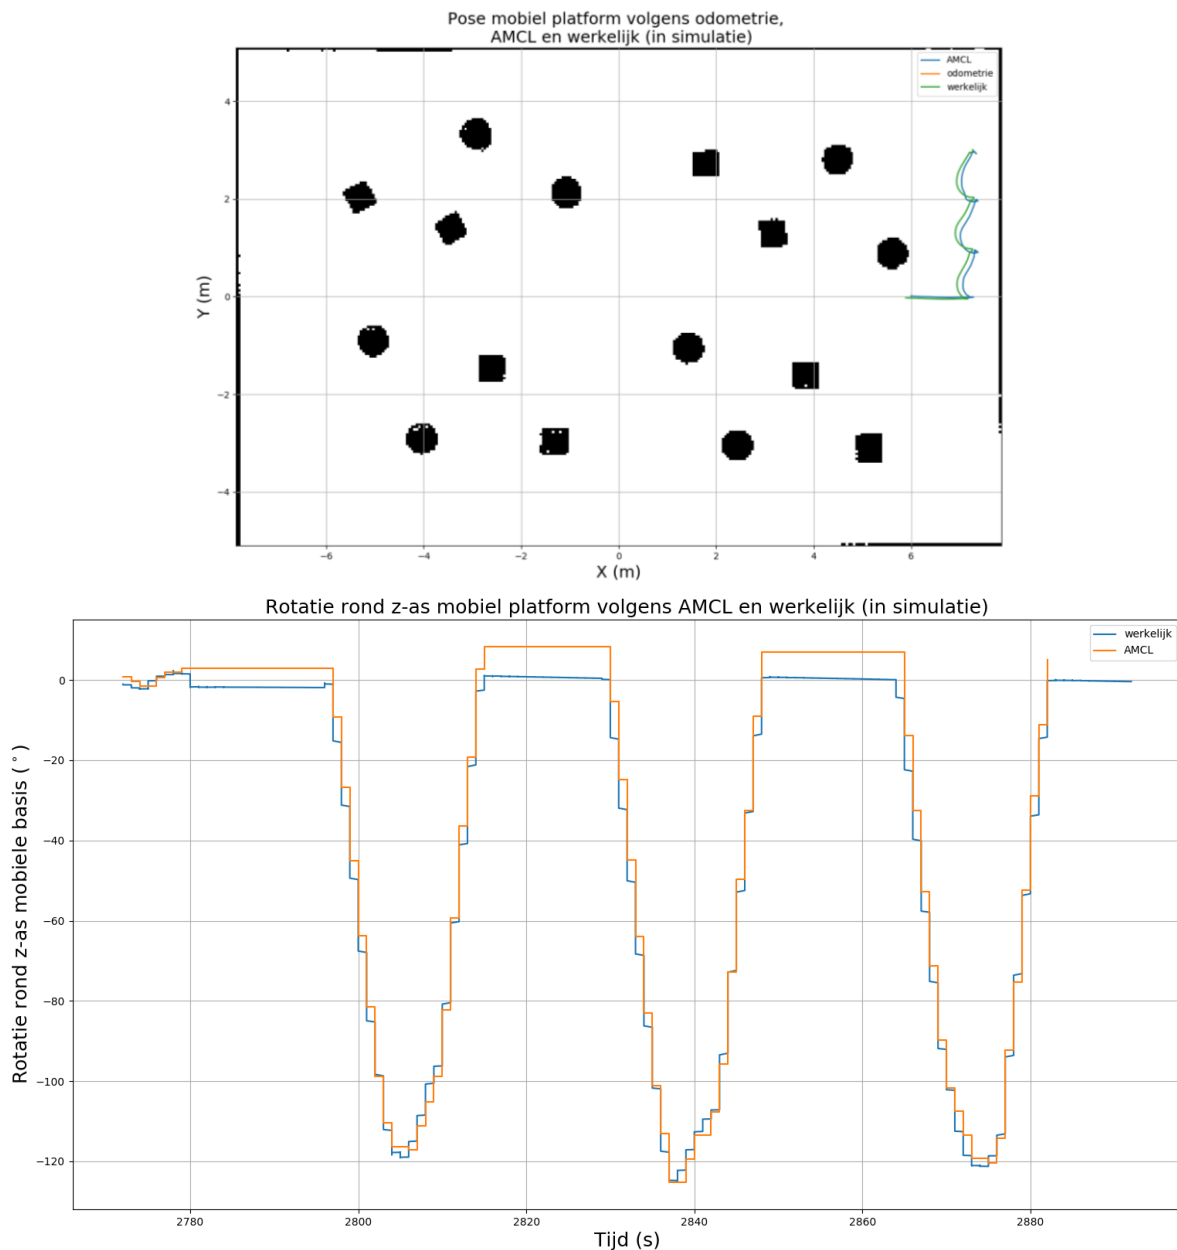 Pose mobiel platform volgens odometrie,
AMCL en werkelijk (in simulatie)
AMCL
odometrie
werkelijk
4
2
0
−2
−4
Y (m)
−6
−4
−2
0
2
4
6
X (m)
Rotatie rond z-as mobiel platform volgens AMCL en werkelijk (in simulatie)
werkelijk
AMCL
0
−20
−40
−60
−80
−100
−120
Rotatie rond z-as mobiele basis (°)
2780
2800
2820
2840
2860
2880
Tijd (s)